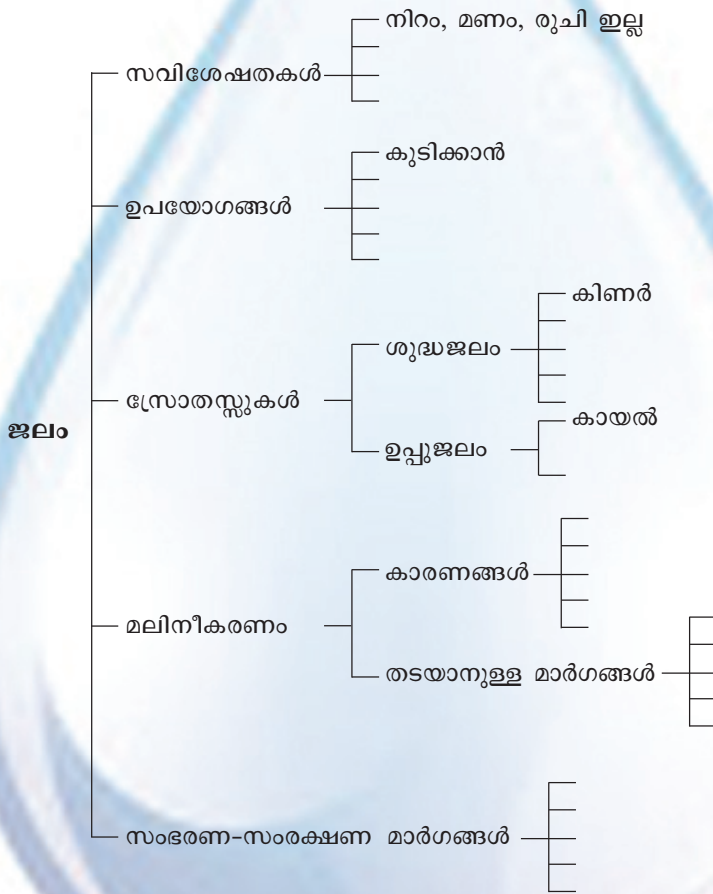 നിറം, മണം, രുചി ഇല്ല
സവിശേഷതകൾ
കുടിക്കാൻ
ഉപയോഗങ്ങൾ
കിണർ
ശുദ്ധജലം
സ്രോതസ്സുകൾ
കായൽ
ജലം
ഉപ്പുജലം
കാരണങ്ങൾ
മലിനീകരണം
തടയാനുള്ള മാർഗങ്ങൾ
സംഭരണ-സംരക്ഷണ മാർഗങ്ങൾ